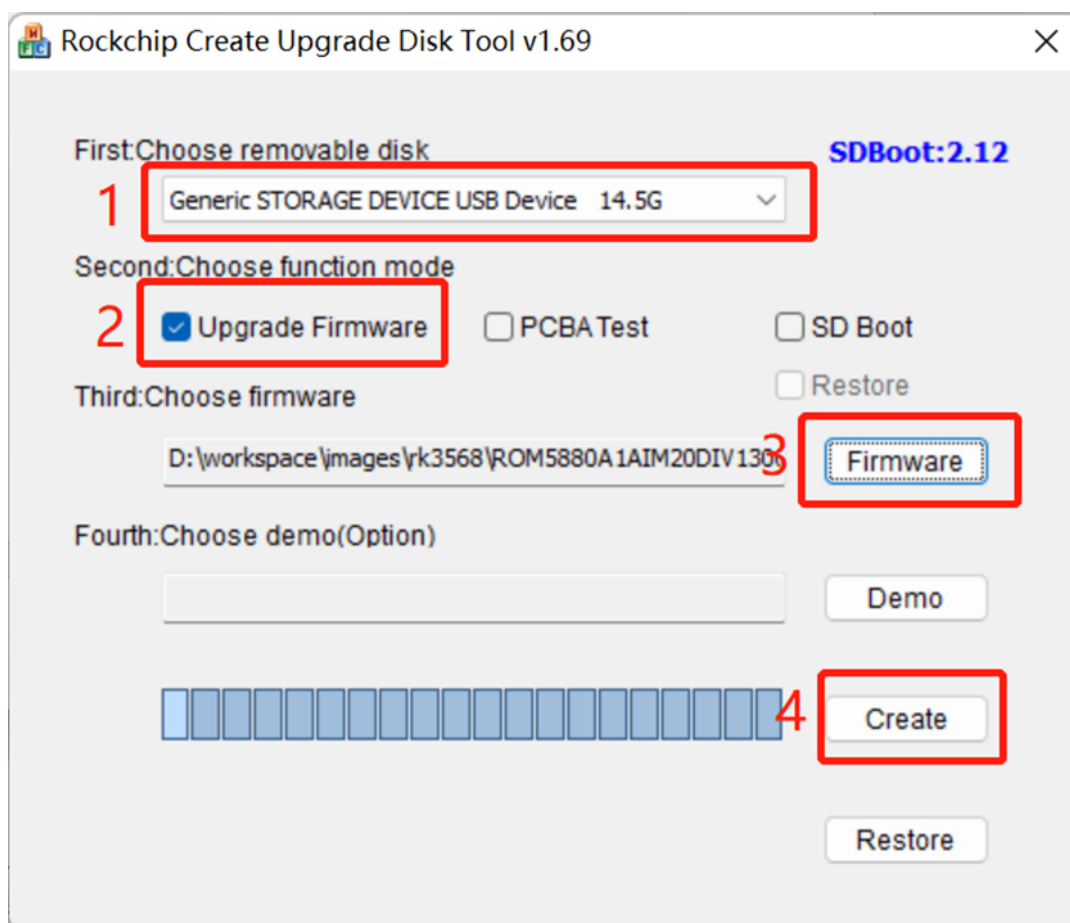 Rockchip Create Upgrade Disk Tool v1.69
First:Choose removable disk
SDBoot:2.12
1
Generic STORAGE DEVICE USB Device 14.5G
Second:Choose function mode
2
Upgrade Firmware
PCBA Test
SD Boot
Third:Choose firmware
Restore
D:\workspace\images\rk3568\ROM5880A1AIM20DIV130
3
Firmware
Fourth:Choose demo(Option)
Demo
4
Create
Restore